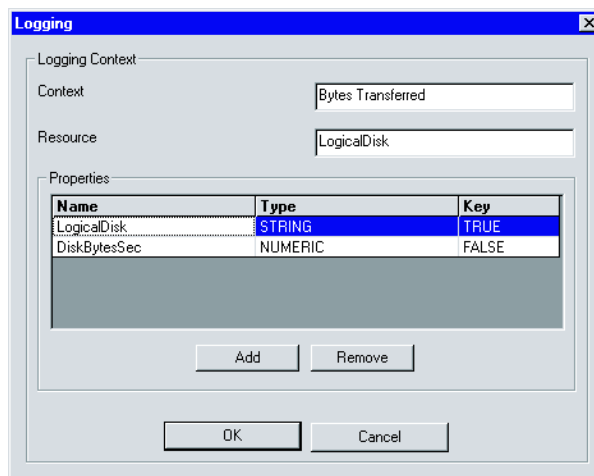 Logging
Logging Context
Context Bytes Transferred
Resource LogicalDisk
Properties
Name Type Key
LogicalDisk STRING TRUE
DiskBytesSec NUMERIC FALSE
Add Remove
OK Cancel